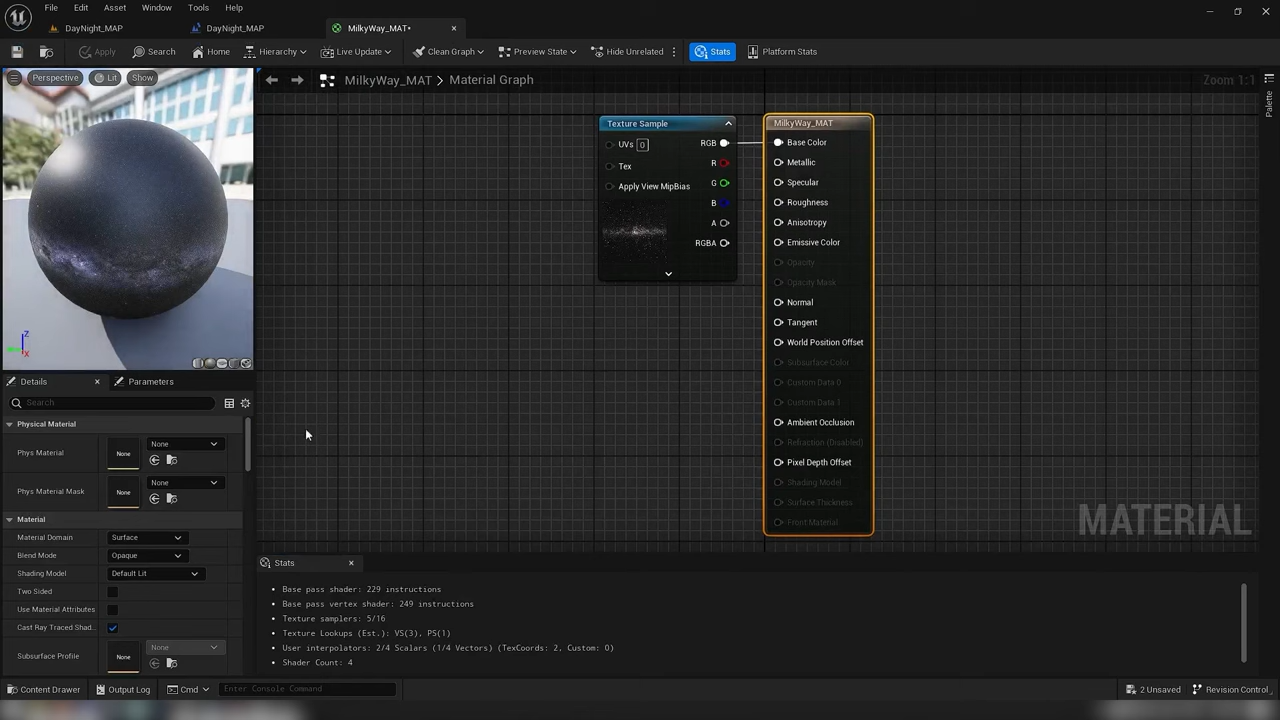 File Edit Asset Window Tools Help
DayNight_MAP DayNight_MAP MilkyWay_MAT•
Apply Search Home Hierarchy Live Update Clean Graph Preview State Hide Unrelated Stats Platform Stats
Perspective Lit Show
MilkyWay_MAT > Material Graph
Zoom 1:1
Palette
Texture Sample
UVs 0
Tex
Apply View MipBias
RGB
R
G
B
A
RGBA
MilkyWay_MAT
Base Color
Metallic
Specular
Roughness
Anisotropy
Emissive Color
Opacity
Opacity Mask
Normal
Tangent
World Position Offset
Subsurface Color
Custom Data 0
Custom Data 1
Ambient Occlusion
Refraction (Disabled)
Pixel Depth Offset
Shading Model
Surface Thickness
Front Material
MATERIAL
Z
X
Details Parameters
Search
Physical Material
Phys Material None None
Phys Material Mask None None
Material
Material Domain Surface
Blend Mode Opaque
Shading Model Default Lit
Two Sided
Use Material Attributes
Cast Ray Traced Shad...
Subsurface Profile None None
Stats
Base pass shader: 229 instructions
Base pass vertex shader: 249 instructions
Texture samplers: 5/16
Texture Lookups (Est.): VS(3), PS(1)
User interpolators: 2/4 Scalars (1/4 Vectors) (TexCoords: 2, Custom: 0)
Shader Count: 4
Content Drawer Output Log Cmd Enter Console Command 2 Unsaved Revision Control